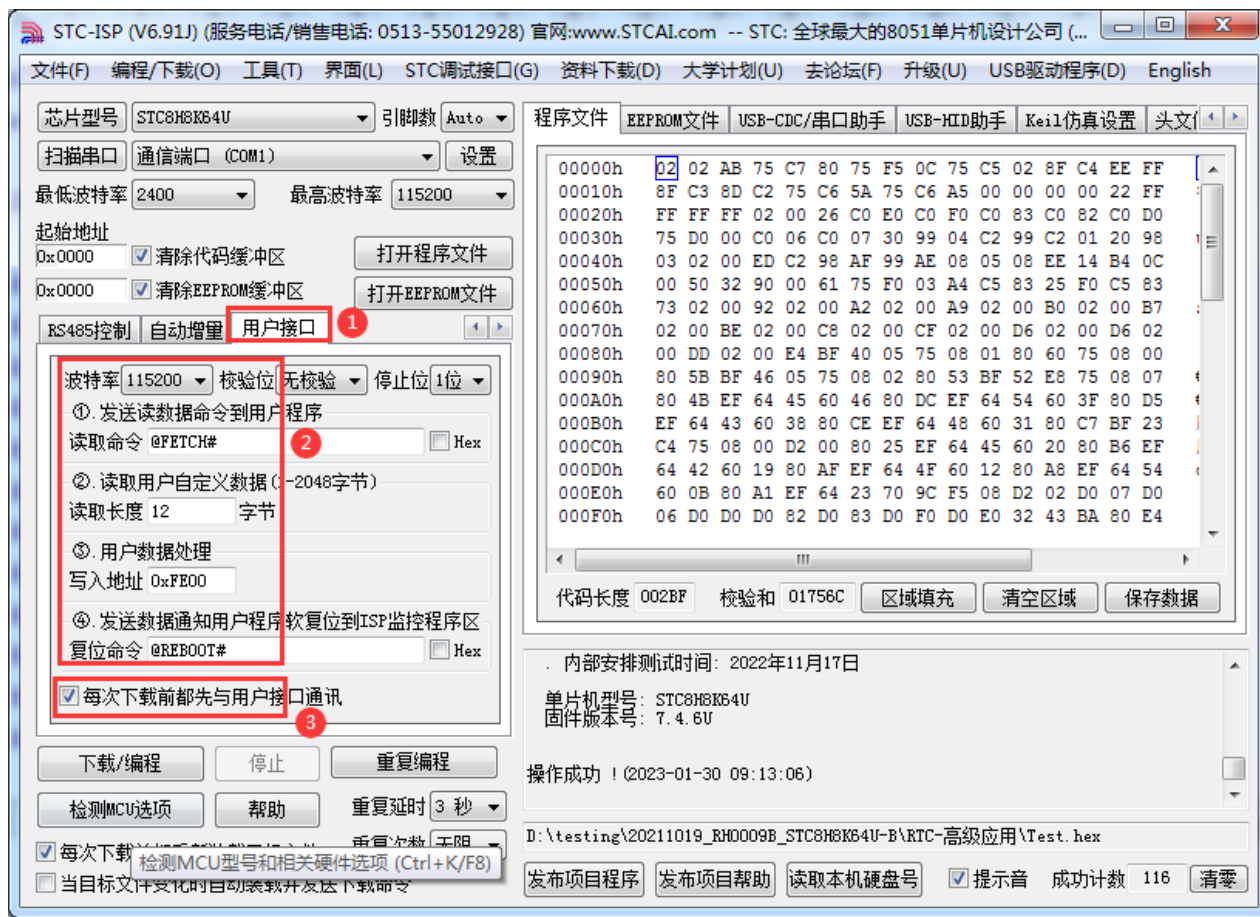 STC-ISP (V6.91J) (服务电话/销售电话: 0513-55012928) 官网:www.STCAI.com -- STC: 全球最大的8051单片机设计公司 (...
文件(F) 编程/下载(O) 工具(T) 界面(L) STC调试接口(G) 资料下载(D) 大学计划(U) 去论坛(F) 升级(U) USB驱动程序(D) English
芯片型号 STC8H8K64U 引脚数 Auto
扫描串口 通信端口 (COM1) 设置
最低波特率 2400 最高波特率 115200
起始地址
0x0000 清除代码缓冲区 打开程序文件
0x0000 清除EEPROM缓冲区 打开EEPROM文件
RS485控制 自动增量 用户接口 1
波特率 115200 校验位 无校验 停止位 1位
①.发送读数据命令到用户程序
读取命令 @FETCH# 2 Hex
②.读取用户自定义数据(1-2048字节)
读取长度 12 字节
③.用户数据处理
写入地址 0xFE00
④.发送数据通知用户程序软复位到ISP监控程序区
复位命令 @REBOOT# Hex
每次下载前都先与用户接口通讯
3
下载/编程 停止 重复编程
检测MCU选项 帮助 重复延时 3 秒
每次下载
检测MCU型号和相关硬件选项 (Ctrl+K/F8)
当目标文件变化时自动装载并发送下载命令
程序文件 EEPROM文件 USB-CDC/串口助手 USB-HID助手 Keil仿真设置 头文
00000h 02 02 AB 75 C7 80 75 F5 0C 75 C5 02 8F C4 EE FF
00010h 8F C3 8D C2 75 C6 5A 75 C6 A5 00 00 00 00 22 FF
00020h FF FF FF 02 00 26 C0 E0 C0 F0 C0 83 C0 82 C0 D0
00030h 75 D0 00 C0 06 C0 07 30 99 04 C2 99 C2 01 20 98
00040h 03 02 00 ED C2 98 AF 99 AE 08 05 08 EE 14 B4 0C
00050h 00 50 32 90 00 61 75 F0 03 A4 C5 83 25 F0 C5 83
00060h 73 02 00 92 02 00 A2 02 00 A9 02 00 B0 02 00 B7
00070h 02 00 BE 02 00 C8 02 00 CF 02 00 D6 02 00 D6 02
00080h 00 DD 02 00 E4 BF 40 05 75 08 01 80 60 75 08 00
00090h 80 5B BF 46 05 75 08 02 80 53 BF 52 E8 75 08 07
000A0h 80 4B EF 64 45 60 46 80 DC EF 64 54 60 3F 80 D5
000B0h EF 64 43 60 38 80 CE EF 64 48 60 31 80 C7 BF 23
000C0h C4 75 08 00 D2 00 80 25 EF 64 45 60 20 80 B6 EF
000D0h 64 42 60 19 80 AF EF 64 4F 60 12 80 A8 EF 64 54
000E0h 60 0B 80 A1 EF 64 23 70 9C F5 08 D2 02 D0 07 D0
000F0h 06 D0 D0 D0 82 D0 83 D0 F0 D0 E0 32 43 BA 80 E4
代码长度 002BF 校验和 01756C 区域填充 清空区域 保存数据
. 内部安排测试时间: 2022年11月17日
单片机型号: STC8H8K64U
固件版本号: 7.4.6U
操作成功 !(2023-01-30 09:13:06)
D:\testing\20211019_RH0009B_STC8H8K64U-B\RTC-高级应用\Test.hex
发布项目程序 发布项目帮助 读取本机硬盘号 提示音 成功计数 116 清零